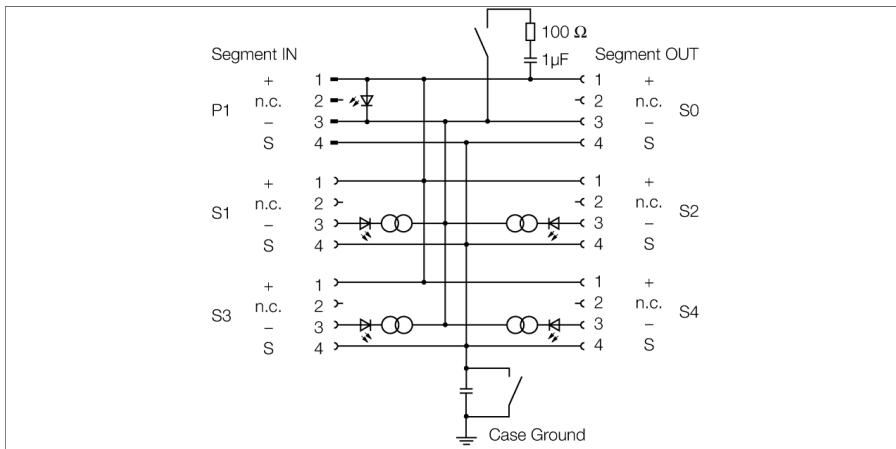 100 Ω
Segment IN 1µF Segment OUT
+ 1 1 +
P1 n.c. 2 2 n.c. S0
– 3 3 –
S 4 4 S
+ 1 1 +
S1 n.c. 2 2 n.c. S2
– 3 3 –
S 4 4 S
+ 1 1 +
S3 n.c. 2 2 n.c. S4
– 3 3 –
S 4 4 S
Case Ground